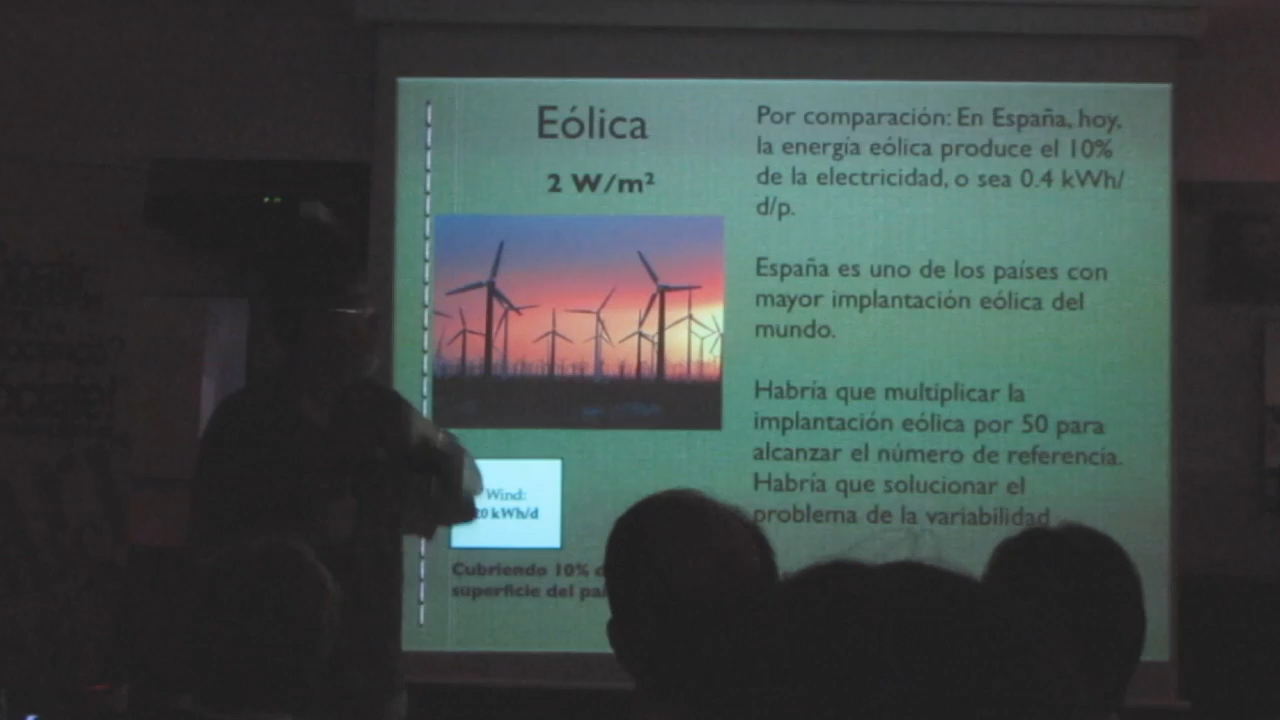 Eólica
2 W/m²
Wind:
20 kWh/d
Cubriendo 10%
superficie del
Por comparación: En España, hoy,
la energía eólica produce el 10%
de la electricidad, o sea 0.4 kWh/
d/p.
España es uno de los países con
mayor implantación eólica del
mundo.
Habría que multiplicar la
implantación eólica por 50 para
alcanzar el número de referencia.
Habría que solucionar el
problema de la variabilidad